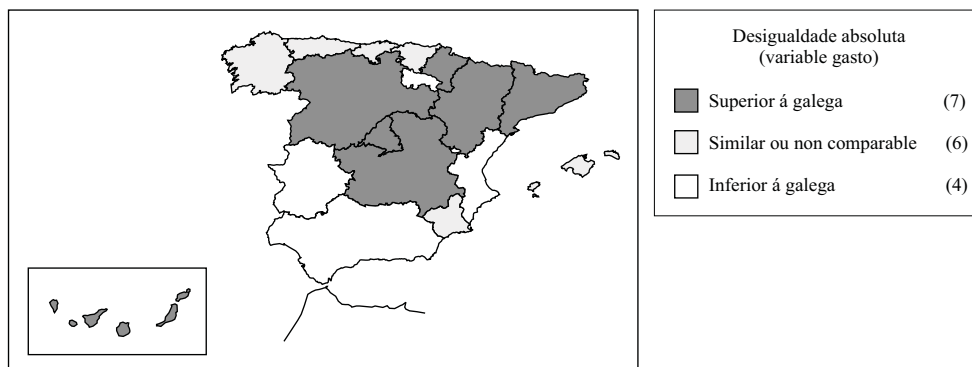 Desigualdade absoluta
(variable gasto)
Superior á galega (7)
Similar ou non comparable (6)
Inferior á galega (4)